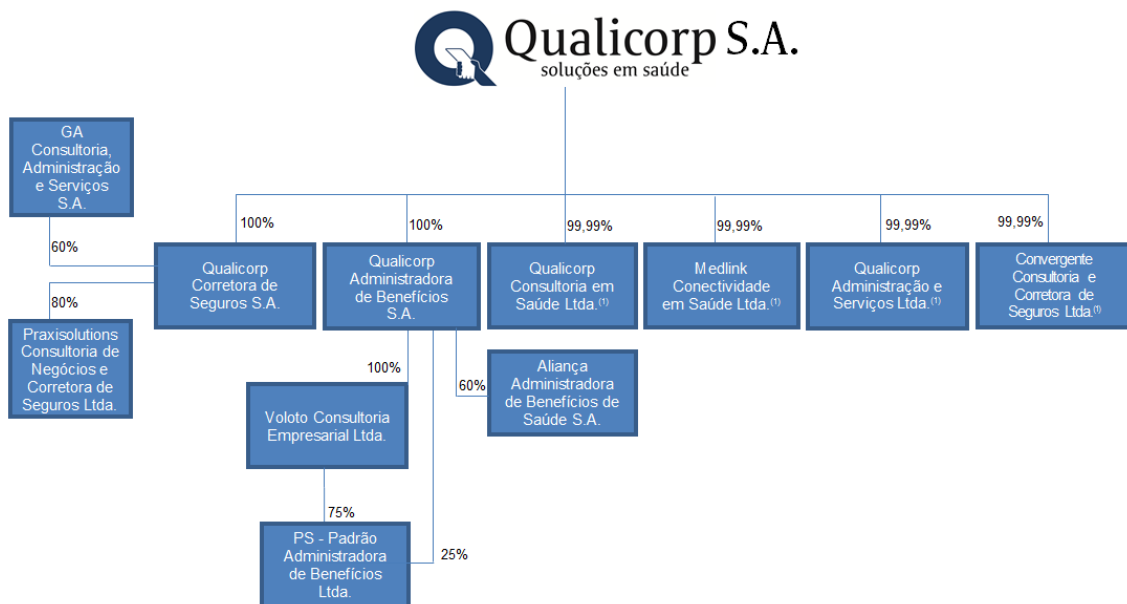 Qualicorp S.A.
soluções em saúde
GA
Consultoria,
Administração
e Serviços
S.A.
100%
100%
99,99%
99,99%
99,99%
99,99%
60%
Qualicorp
Corretora de
Seguros S.A.
Qualicorp
Administradora
de Benefícios
S.A.
Qualicorp
Consultoria em
Saúde Ltda.(1)
Medlink
Conectividade
em Saúde Ltda.(1)
Qualicorp
Administração e
Serviços Ltda.(1)
Convergente
Consultoria e
Corretora de
Seguros Ltda.(1)
80%
Praxisolutions
Consultoria de
Negócios e
Corretora de
Seguros Ltda.
100%
60%
Aliança
Administradora
de Benefícios de
Saúde S.A.
Voloto Consultoria
Empresarial Ltda.
75%
25%
PS - Padrão
Administradora
de Benefícios
Ltda.